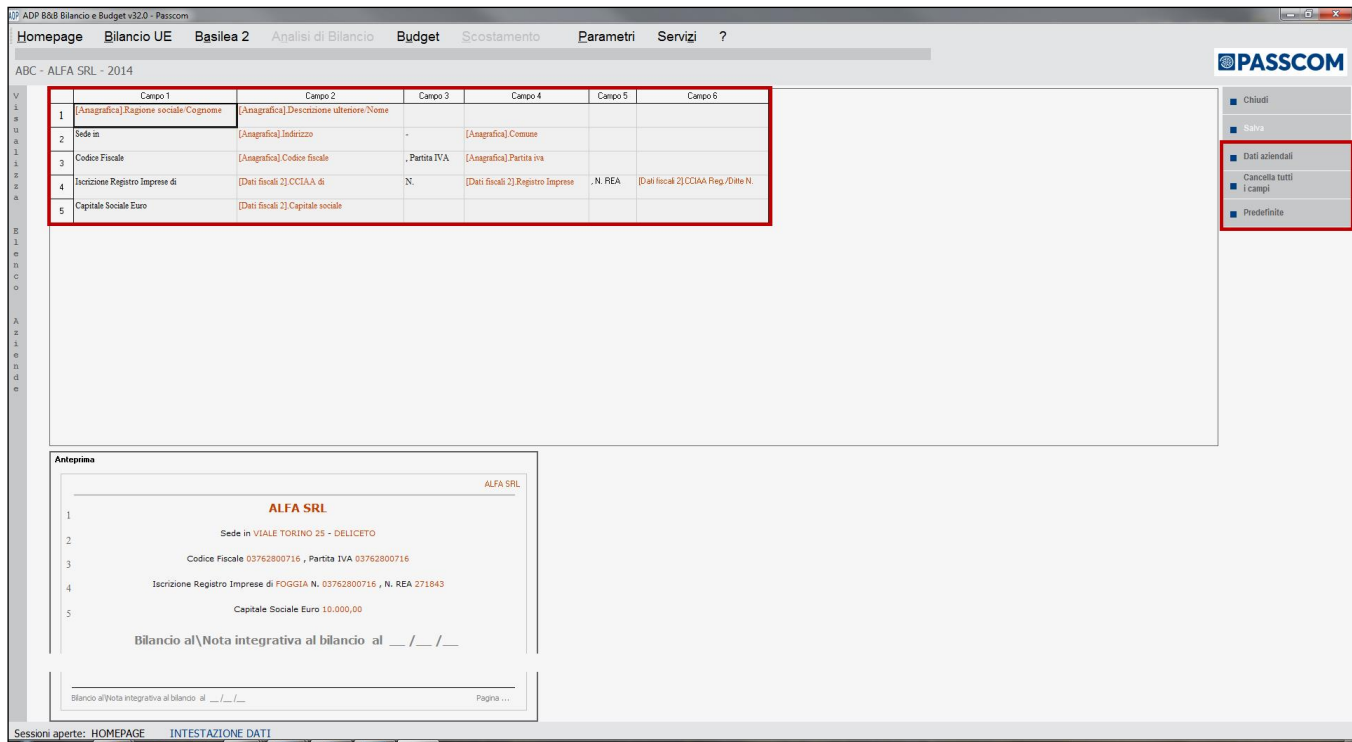 ADP B&B Bilancio e Budget v32.0 - Passcom
Homepage Bilancio UE Basilea 2 Analisi di Bilancio Budget Scostamento Parametri Servizi ?
ABC - ALFA SRL - 2014
PASSCOM
Visualizza Elenco Aziende
Campo 1 Campo 2 Campo 3 Campo 4 Campo 5 Campo 6
1 [Anagrafica].Ragione sociale/Cognome [Anagrafica].Descrizione ulteriore/Nome
2 Sede in [Anagrafica].Indirizzo - [Anagrafica].Comune
3 Codice Fiscale [Anagrafica].Codice fiscale , Partita IVA [Anagrafica].Partita iva
4 Iscrizione Registro Imprese di [Dati fiscali 2].CCIAA di N. [Dati fiscali 2].Registro Imprese , N. REA [Dati fiscali 2].CCIAA Reg./Ditte N.
5 Capitale Sociale Euro [Dati fiscali 2].Capitale sociale
Chiudi
Salva
Dati aziendali
Cancella tutti
i campi
Predefinite
Anteprima
ALFA SRL
1 ALFA SRL
2 Sede in VIALE TORINO 25 - DELICETO
3 Codice Fiscale 03762800716 , Partita IVA 03762800716
4 Iscrizione Registro Imprese di FOGGIA N. 03762800716 , N. REA 271843
5 Capitale Sociale Euro 10.000,00
Bilancio al\Nota integrativa al bilancio al __ /__ /__
Bilancio al\Nota integrativa al bilancio al __/__/__ Pagina ...
Sessioni aperte: HOMEPAGE INTESTAZIONE DATI